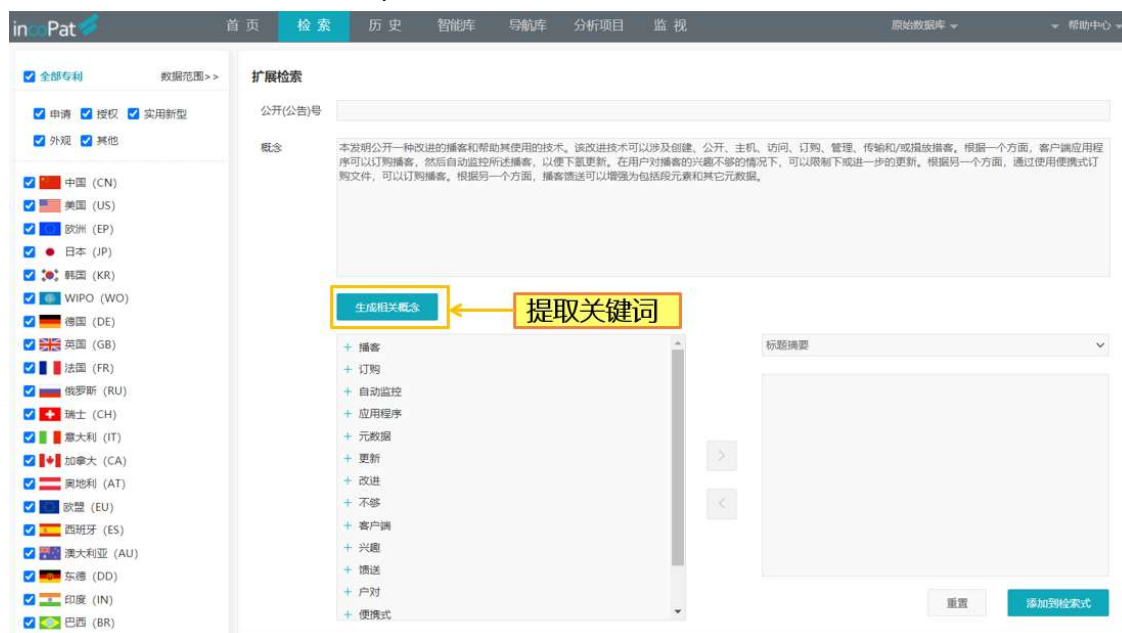 incoPat 首页 检索 历史 智能库 导航库 分析项目 监视 原始数据库 帮助中心
全部专利 数据范围>>
申请 授权 实用新型
外观 其他
中国 (CN)
美国 (US)
欧洲 (EP)
日本 (JP)
韩国 (KR)
WIPO (WO)
德国 (DE)
英国 (GB)
法国 (FR)
俄罗斯 (RU)
瑞士 (CH)
意大利 (IT)
加拿大 (CA)
奥地利 (AT)
欧盟 (EU)
西班牙 (ES)
澳大利亚 (AU)
东德 (DD)
印度 (IN)
巴西 (BR)
扩展检索
公开(公告)号
概念
本发明公开一种改进的播客和帮助其使用的技术。该改进技术可以涉及创建、公开、主机、访问、订购、管理、传输和/或播放播客。根据一个方面，客户端应用程
序可以订购播客，然后自动监控所述播客，以便下载更新。在用户对播客的兴趣不够的情况下，可以限制下或进一步的更新。根据另一个方面，通过使用便携式订
购文件，可以订购播客。根据另一个方面，播客馈送可以增强为包括段元素和其它元数据。
生成相关概念
提取关键词
+ 播客
+ 订购
+ 自动监控
+ 应用程序
+ 元数据
+ 更新
+ 改进
+ 不够
+ 客户端
+ 兴趣
+ 馈送
+ 户对
+ 便携式
标题摘要
>
<
重置 添加到检索式